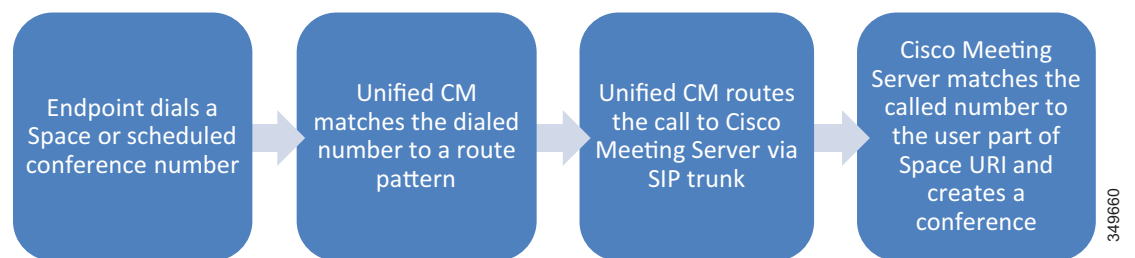 Endpoint dials a
Space or scheduled
conference number
Unified CM
matches the dialed
number to a route
pattern
Unified CM routes
the call to Cisco
Meeting Server via
SIP trunk
Cisco Meeting
Server matches the
called number to
the user part of
Space URI and
creates a
conference
349660